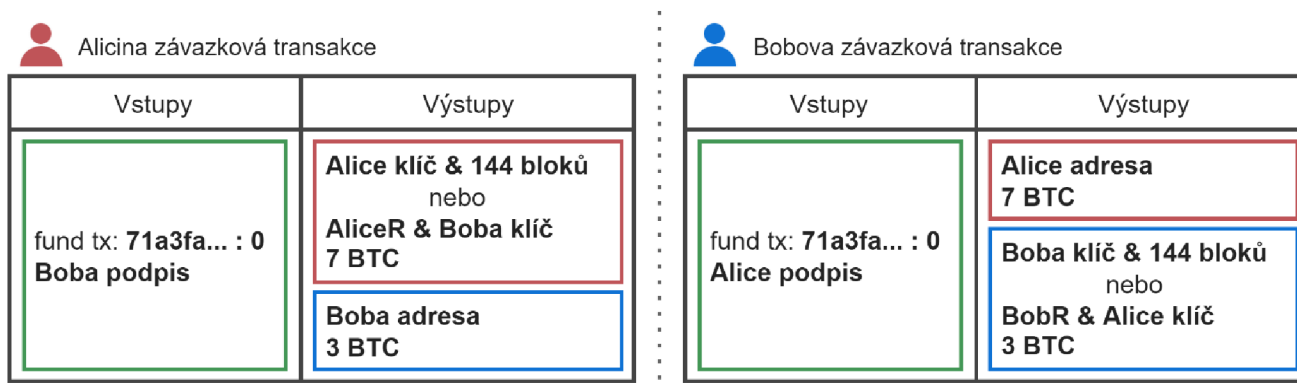 Alicina závazková transakce
Vstupy
Výstupy
fund tx: 71a3fa... : 0
Boba podpis
Alice klíč & 144 bloků
nebo
AliceR & Boba klíč
7 BTC
Boba adresa
3 BTC
Bobova závazková transakce
Vstupy
Výstupy
fund tx: 71a3fa... : 0
Alice podpis
Alice adresa
7 BTC
Boba klíč & 144 bloků
nebo
BobR & Alice klíč
3 BTC